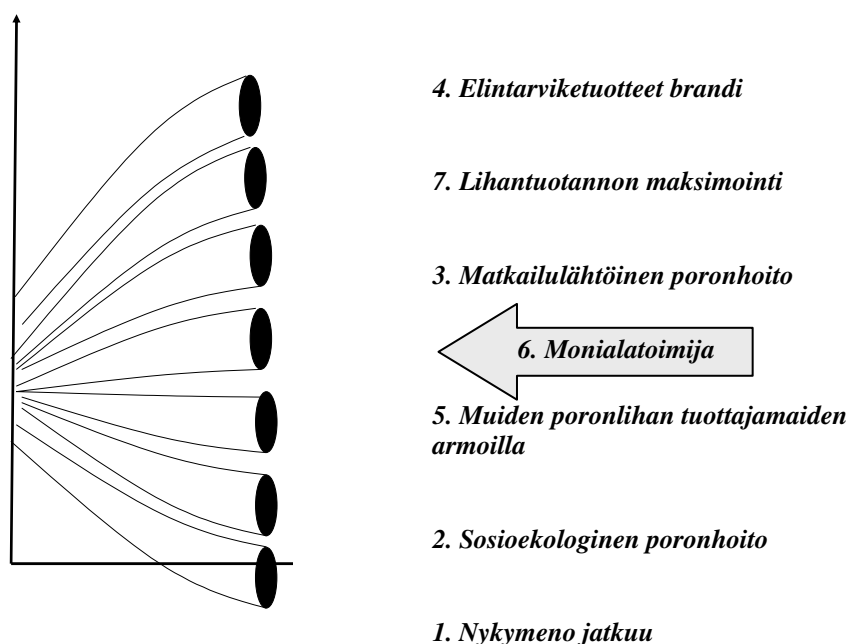 4. Elintarviketuotteet brandi
7. Lihantuotannon maksimointi
3. Matkailulähtöinen poronhoito
6. Monialatoimija
5. Muiden poronlihan tuottajamaiden
armoilla
2. Sosioekologinen poronhoito
1. Nykymeno jatkuu